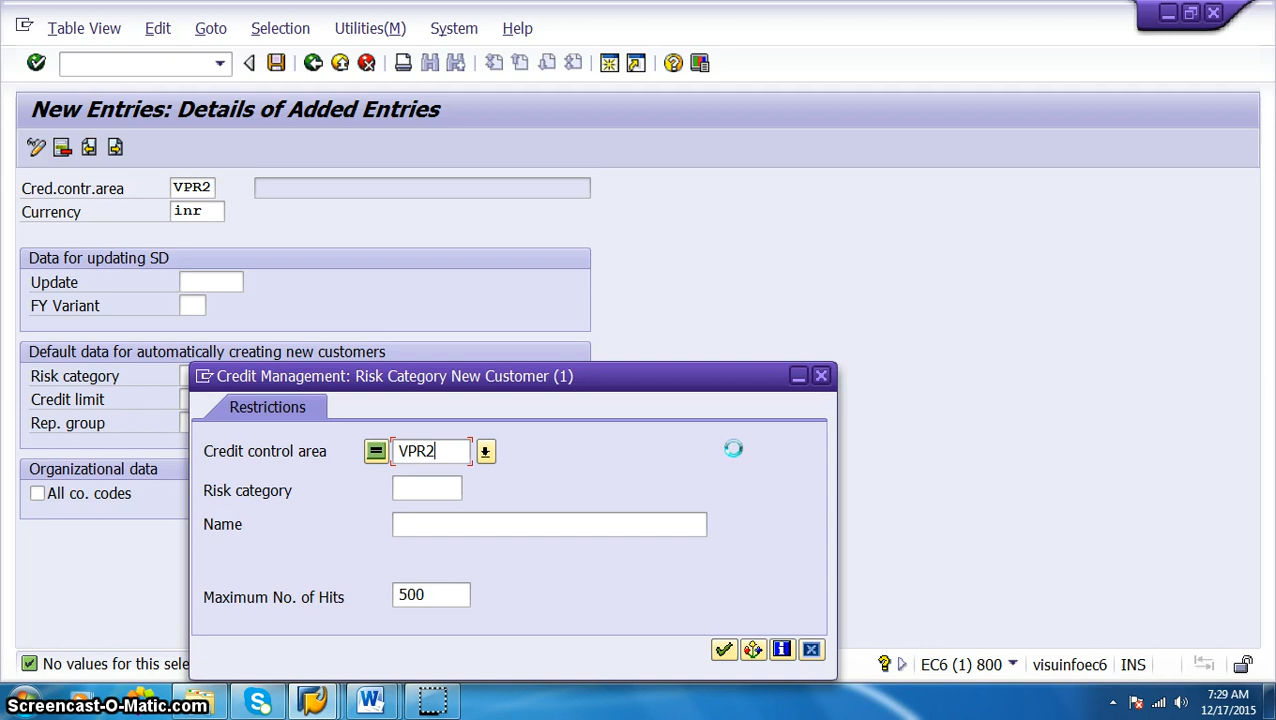 Table View Edit Goto Selection Utilities(M) System Help
New Entries: Details of Added Entries
Cred.contr.area VPR2
Currency inr
Data for updating SD
Update
FY Variant
Default data for automatically creating new customers
Risk category
Credit limit
Rep. group
Organizational data
All co. codes
Credit Management: Risk Category New Customer (1)
Restrictions
Credit control area = VPR2
Risk category
Name
Maximum No. of Hits 500
No values for this sele
EC6 (1) 800 visuinfoec6 INS
Screencast-O-Matic.com
7:29 AM
12/17/2015